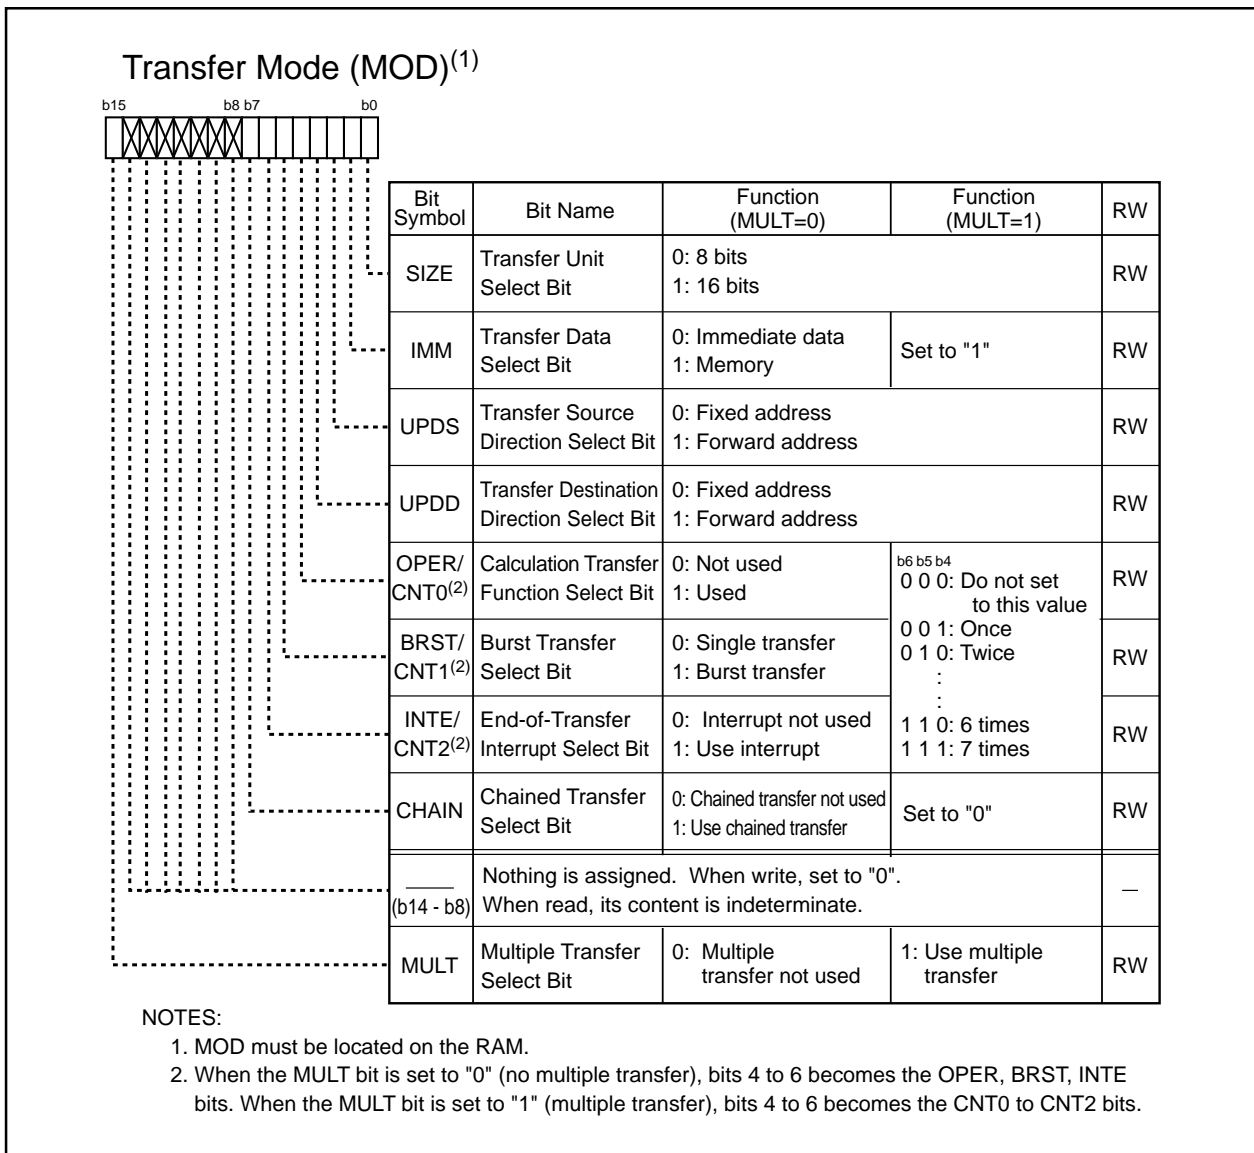 Transfer Mode (MOD)(1)
b15 b8 b7 b0
Bit Symbol Bit Name Function (MULT=0) Function (MULT=1) RW
SIZE Transfer Unit Select Bit 0: 8 bits 1: 16 bits RW
IMM Transfer Data Select Bit 0: Immediate data 1: Memory Set to "1" RW
UPDS Transfer Source Direction Select Bit 0: Fixed address 1: Forward address RW
UPDD Transfer Destination Direction Select Bit 0: Fixed address 1: Forward address RW
OPER/ CNT0(2) Calculation Transfer Function Select Bit 0: Not used 1: Used RW
b6 b5 b4
0 0 0: Do not set
to this value
0 0 1: Once
0 1 0: Twice
:
:
1 1 0: 6 times
1 1 1: 7 times
BRST/ CNT1(2) Burst Transfer Select Bit 0: Single transfer 1: Burst transfer RW
INTE/ CNT2(2) End-of-Transfer Interrupt Select Bit 0: Interrupt not used 1: Use interrupt RW
CHAIN Chained Transfer Select Bit 0: Chained transfer not used 1: Use chained transfer Set to "0" RW
(b14 - b8) Nothing is assigned. When write, set to "0". When read, its content is indeterminate. —
MULT Multiple Transfer Select Bit 0: Multiple transfer not used 1: Use multiple transfer RW
NOTES:
1. MOD must be located on the RAM.
2. When the MULT bit is set to "0" (no multiple transfer), bits 4 to 6 becomes the OPER, BRST, INTE
bits. When the MULT bit is set to "1" (multiple transfer), bits 4 to 6 becomes the CNT0 to CNT2 bits.